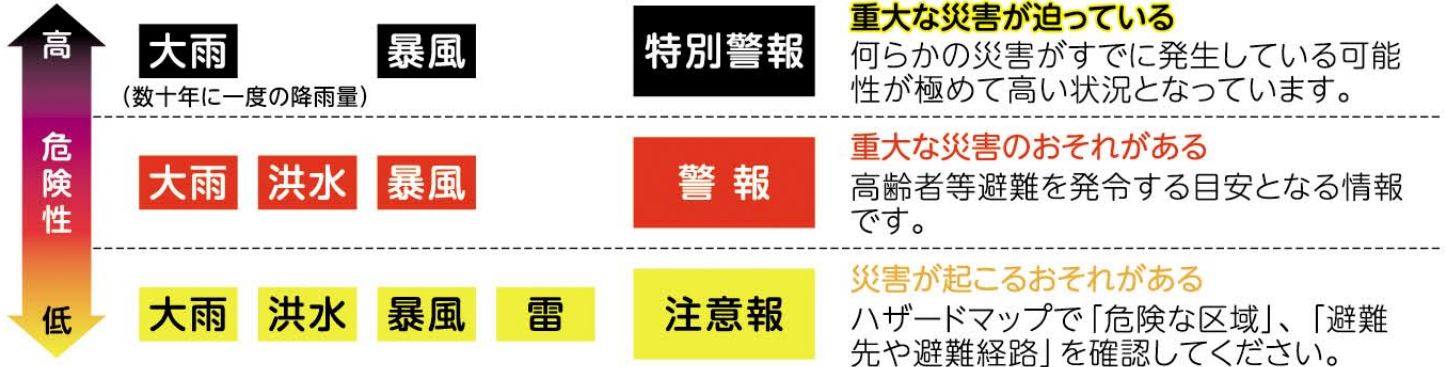 高
危険性
低
大雨 暴風 特別警報
(数十年に一度の降雨量)
重大な災害が迫っている
何らかの災害がすでに発生している可能
性が極めて高い状況となっています。
大雨 洪水 暴風 警報
重大な災害のおそれがある
高齢者等避難を発令する目安となる情報
です。
大雨 洪水 暴風 雷 注意報
災害が起こるおそれがある
ハザードマップで「危険な区域」、「避難
先や避難経路」を確認してください。